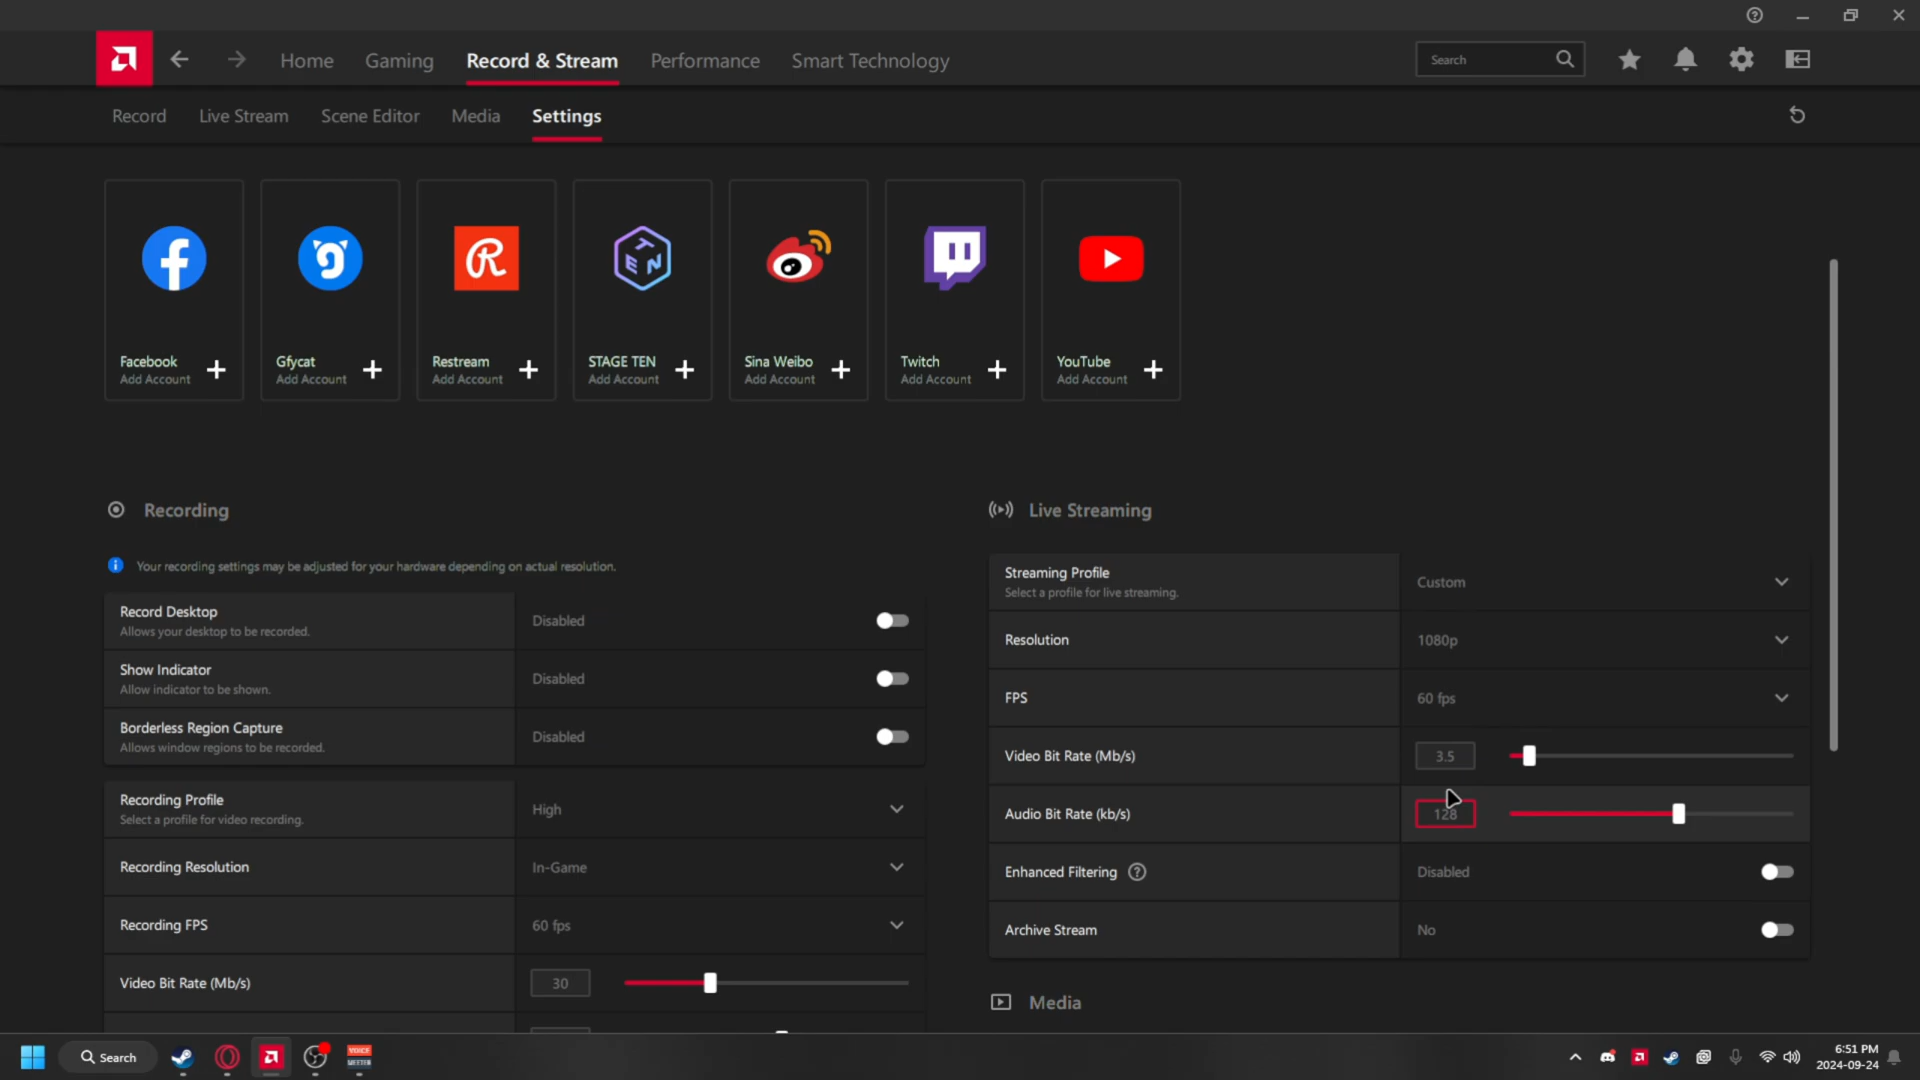 Home
Gaming
Record & Stream
Performance
Smart Technology
Search
Record
Live Stream
Scene Editor
Media
Settings
TEN
Facebook
Add Account
Gfycat
Add Account
Restream
Add Account
STAGE TEN
Add Account
Sina Weibo
Add Account
Twitch
Add Account
YouTube
Add Account
Recording
Your recording settings may be adjusted for your hardware depending on actual resolution.
Record Desktop
Allows your desktop to be recorded.
Disabled
Show Indicator
Allow indicator to be shown.
Disabled
Borderless Region Capture
Allows window regions to be recorded.
Disabled
Recording Profile
Select a profile for video recording.
High
Recording Resolution
In-Game
Recording FPS
60 fps
Video Bit Rate (Mb/s)
30
Live Streaming
Streaming Profile
Select a profile for live streaming.
Custom
Resolution
1080p
FPS
60 fps
Video Bit Rate (Mb/s)
3.5
Audio Bit Rate (kb/s)
128
Enhanced Filtering ?
Disabled
Archive Stream
No
Media
Search
VOICE
MEETER
6:51 PM
2024-09-24